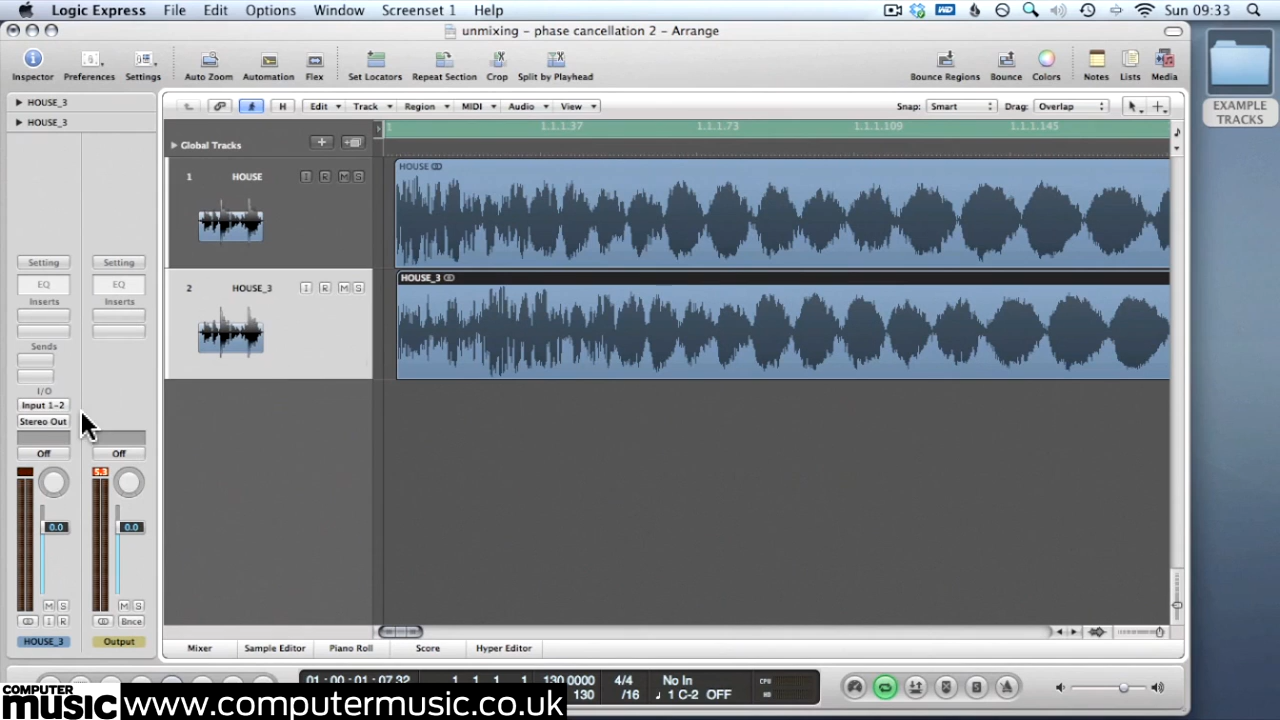 Logic Express File Edit Options Window Screenset 1 Help Sun 09:33
unmixing - phase cancellation 2 - Arrange
Inspector Preferences Settings Auto Zoom Automation Flex Set Locators Repeat Section Crop Split by Playhead Bounce Regions Bounce Colors Notes Lists Media
EXAMPLE
TRACKS
HOUSE_3
HOUSE_3
Edit Track Region MIDI Audio View Snap: Smart Drag: Overlap
1 1.1.1.37 1.1.1.73 1.1.1.109 1.1.1.145
Global Tracks
1 HOUSE I R M S
HOUSE
2 HOUSE_3 I R M S
HOUSE_3
Setting Setting
EQ EQ
Inserts Inserts
Sends
I/O
Input 1-2
Stereo Out
Off Off
5.3
0.0 0.0
M S M S
I R Bnce
HOUSE_3 Output
Mixer Sample Editor Piano Roll Score Hyper Editor
01:00:01:07.32 1 1 1 1 130.0000 4/4 No In CPU
130 /16 1 C-2 OFF HD
COMPUTER
MUSIC www.computermusic.co.uk